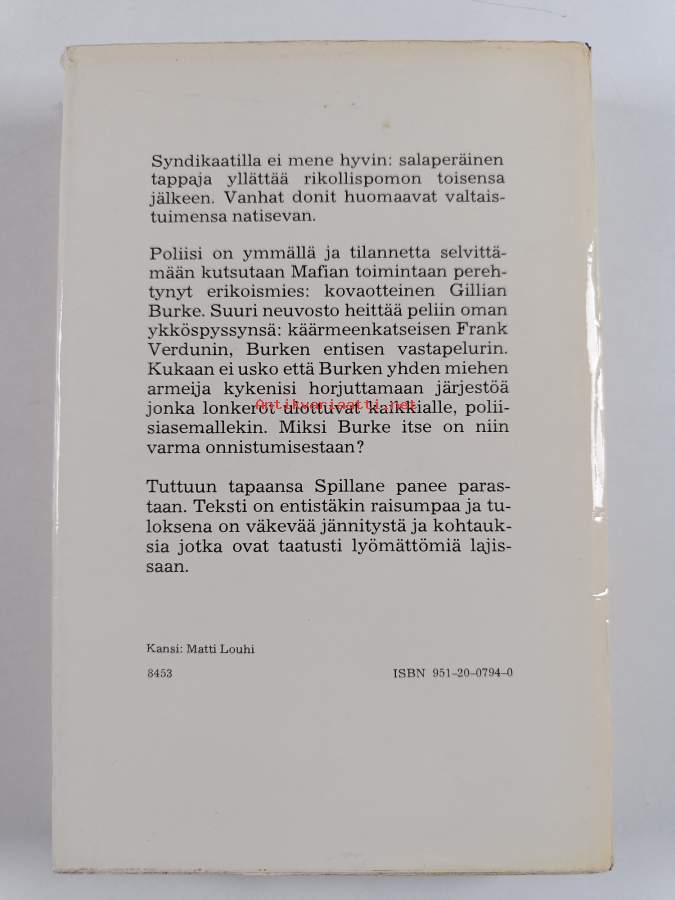 Syndikaatilla ei mene hyvin: salaperäinen
tappaja yllättää rikollispomon toisensa
jälkeen. Vanhat donit huomaavat valtais-
tuimensa natisevan.
Poliisi on ymmällä ja tilannetta selvittä-
mään kutsutaan Mafian toimintaan pereh-
tynyt erikoismies: kovaotteinen Gillian
Burke. Suuri neuvosto heittää peliin oman
ykköspyssynsä: käärmeenkatseisen Frank
Verdunin, Burken entisen vastapelurin.
Kukaan ei usko että Burken yhden miehen
armeija kykenisi horjuttamaan järjestöä
jonka lonkerot ulottuvat kaikkialle, polii-
siasemallekin. Miksi Burke itse on niin
varma onnistumisestaan?
Antikvariaatti.net
Tuttuun tapaansa Spillane panee paras-
taan. Teksti on entistäkin raisumpaa ja tu-
loksena on väkevää jännitystä ja kohtauk-
sia jotka ovat taatusti lyömättömiä lajis-
saan.
Kansi: Matti Louhi
8453
ISBN 951-20-0794-0